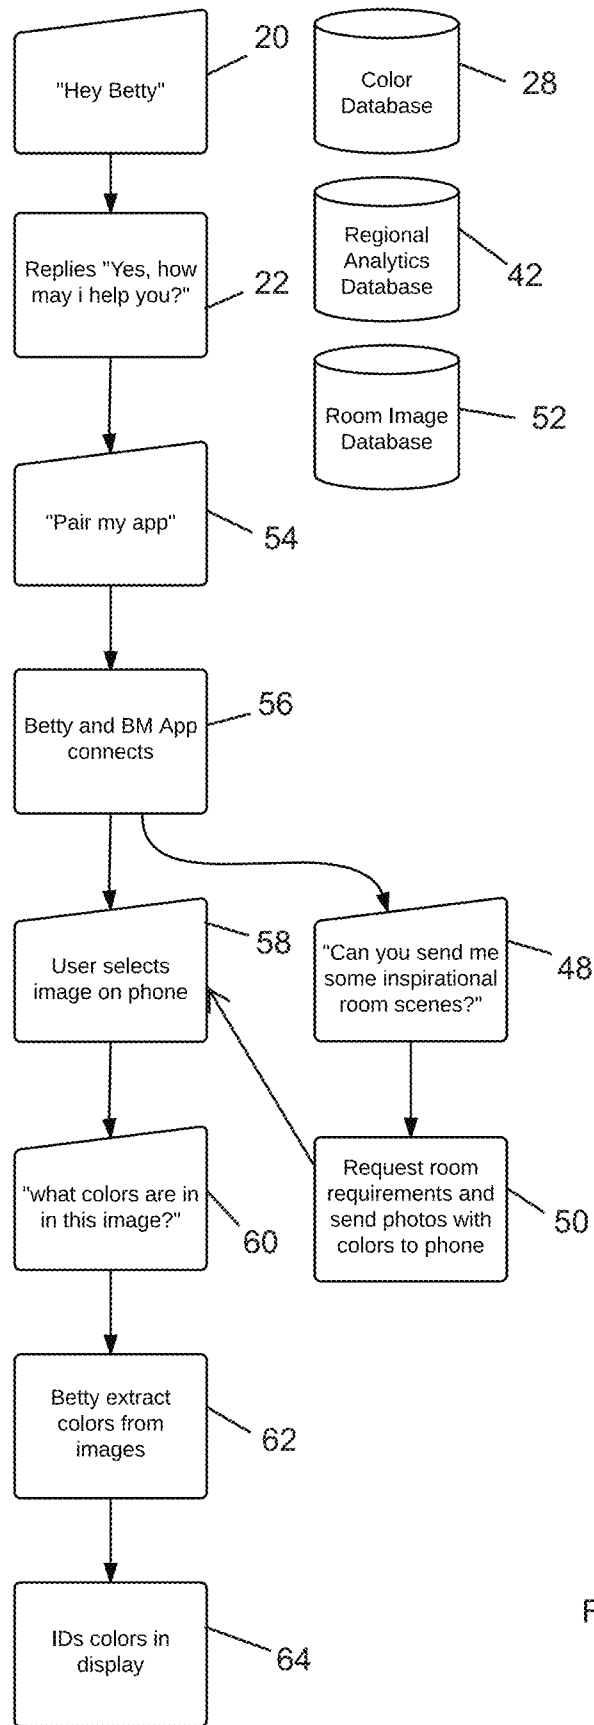 20
"Hey Betty"
28
Color
Database
Replies "Yes, how
may i help you?"
22
Regional
Analytics
Database
42
Room Image
Database
52
"Pair my app"
54
Betty and BM App
connects
56
User selects
image on phone
58
"Can you send me
some inspirational
room scenes?"
48
"what colors are in
in this image?"
60
Request room
requirements and
send photos with
colors to phone
50
Betty extract
colors from
images
62
IDs colors in
display
64
F